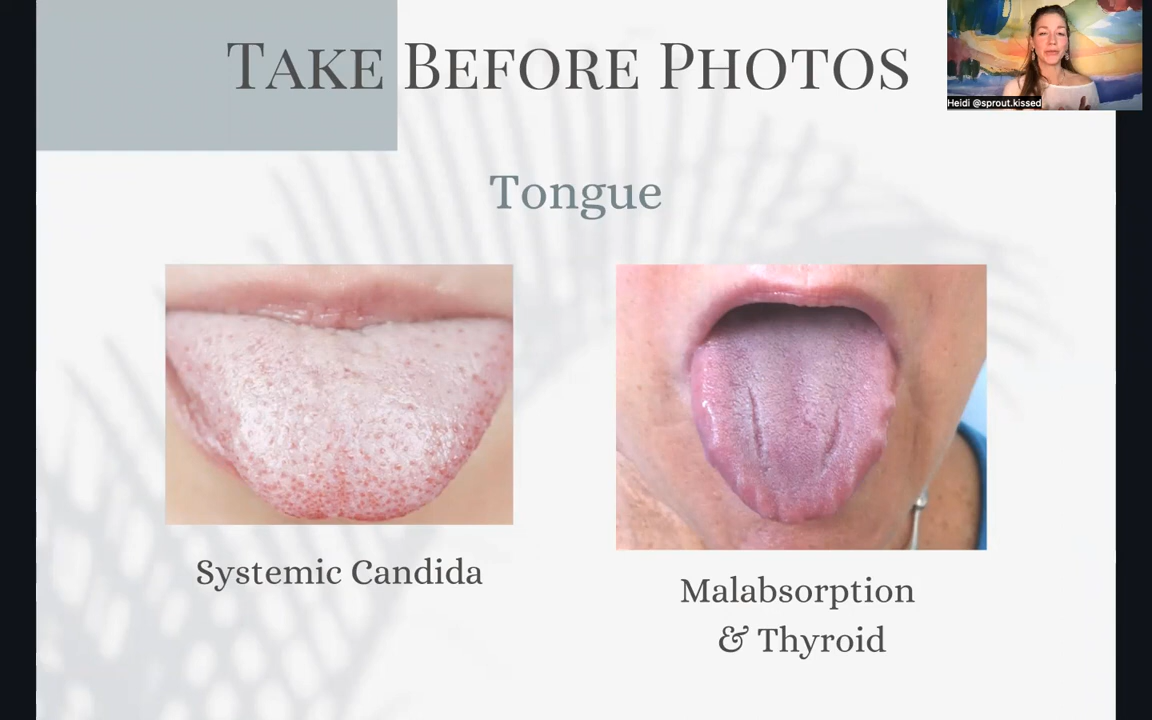 Take Before Photos
Heidi @sprout.kissed
Tongue
Systemic Candida
Malabsorption
& Thyroid